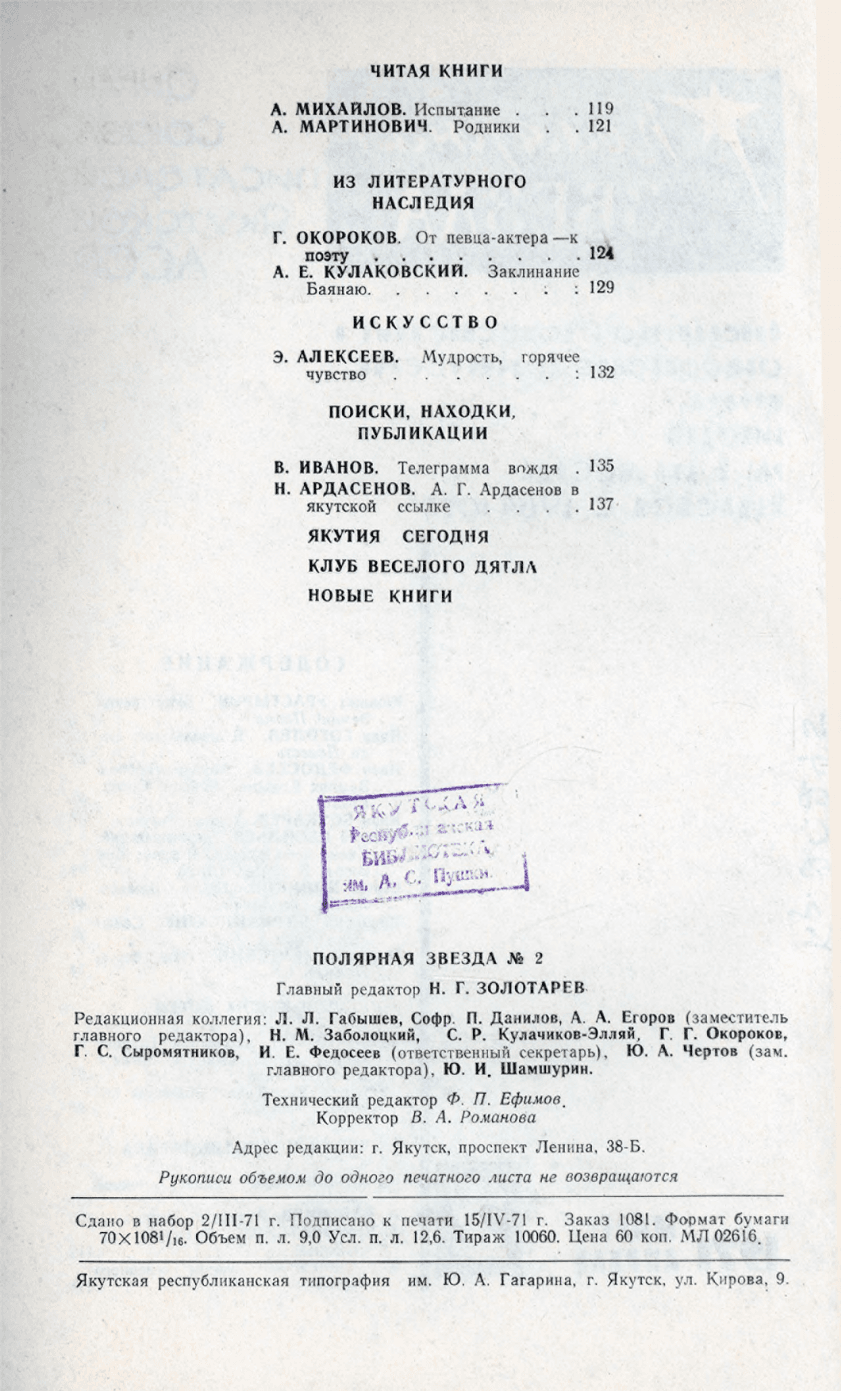 ЧИТАЯ КНИГИ
А. МИХАЙЛОВ. Испытание . . . 119
А. МАРТИНОВИЧ. Родники . . 121
ИЗ ЛИТЕРАТУРНОГО
НАСЛЕДИЯ
Г. ОКОРОКОВ. От певца-актера—к
поэту . . . . . . . . 124
А. Е. КУЛАКОВСКИЙ. Заклинание
Баянаю. . . . . . . : 129
ИСКУССТВО
Э. АЛЕКСЕЕВ. Мудрость, горячее
чувство . . . . . . : 132
ПОИСКИ, НАХОДКИ,
ПУБЛИКАЦИИ
В. ИВАНОВ. Телеграмма вождя . 135
Н. АРДАСЕНОВ. А. Г. Ардасенов в
якутской ссылке . . . . 137
ЯКУТИЯ СЕГОДНЯ
КЛУБ ВЕСЕЛОГО ДЯТЛА
НОВЫЕ КНИГИ
ЯКУТСКАЯ
Республиканская
БИБЛИОТЕКА
им. А. С. Пушки.
ПОЛЯРНАЯ ЗВЕЗДА № 2
Главный редактор Н. Г. ЗОЛОТАРЕВ
Редакционная коллегия: Л. Л. Габышев, Софр. П. Данилов, А. А. Егоров (заместитель
главного редактора), Н. М. Заболоцкий, С. Р. Кулачиков-Элляй, Г. Г. Окороков,
Г. С. Сыромятников, И. Е. Федосеев (ответственный секретарь), Ю. А. Чертов (зам.
главного редактора), Ю. И. Шамшурин.
Технический редактор Ф. П. Ефимов.
Корректор В. А. Романова
Адрес редакции: г. Якутск, проспект Ленина, 38-Б.
Рукописи объемом до одного печатного листа не возвращаются
Сдано в набор 2/III-71 г. Подписано к печати 15/IV-71 г. Заказ 1081. Формат бумаги
70×108¹/₁₆. Объем п. л. 9,0 Усл. п. л. 12,6. Тираж 10060. Цена 60 коп. МЛ 02616.
Якутская республиканская типография им. Ю. А. Гагарина, г. Якутск, ул. Кирова, 9.